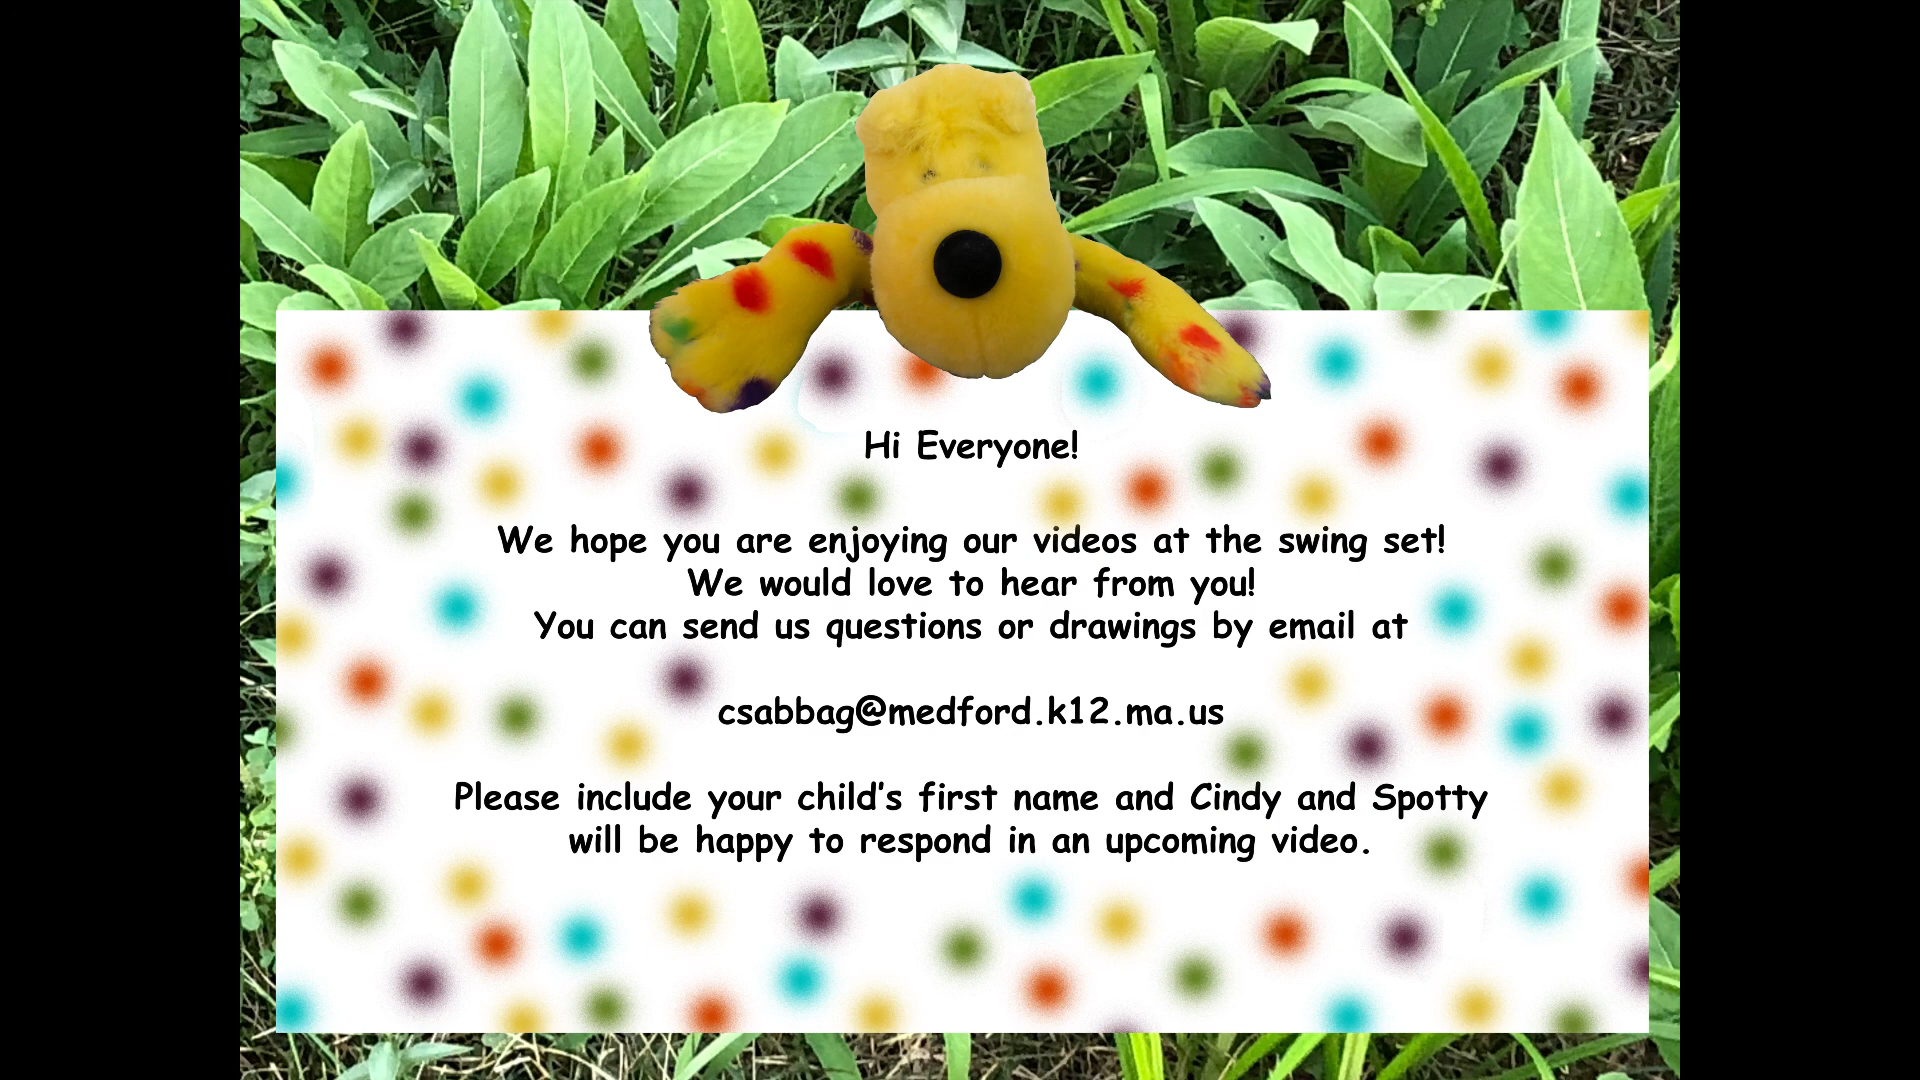 Hi Everyone!
We hope you are enjoying our videos at the swing set!
We would love to hear from you!
You can send us questions or drawings by email at
csabbag@medford.k12.ma.us
Please include your child's first name and Cindy and Spotty
will be happy to respond in an upcoming video.